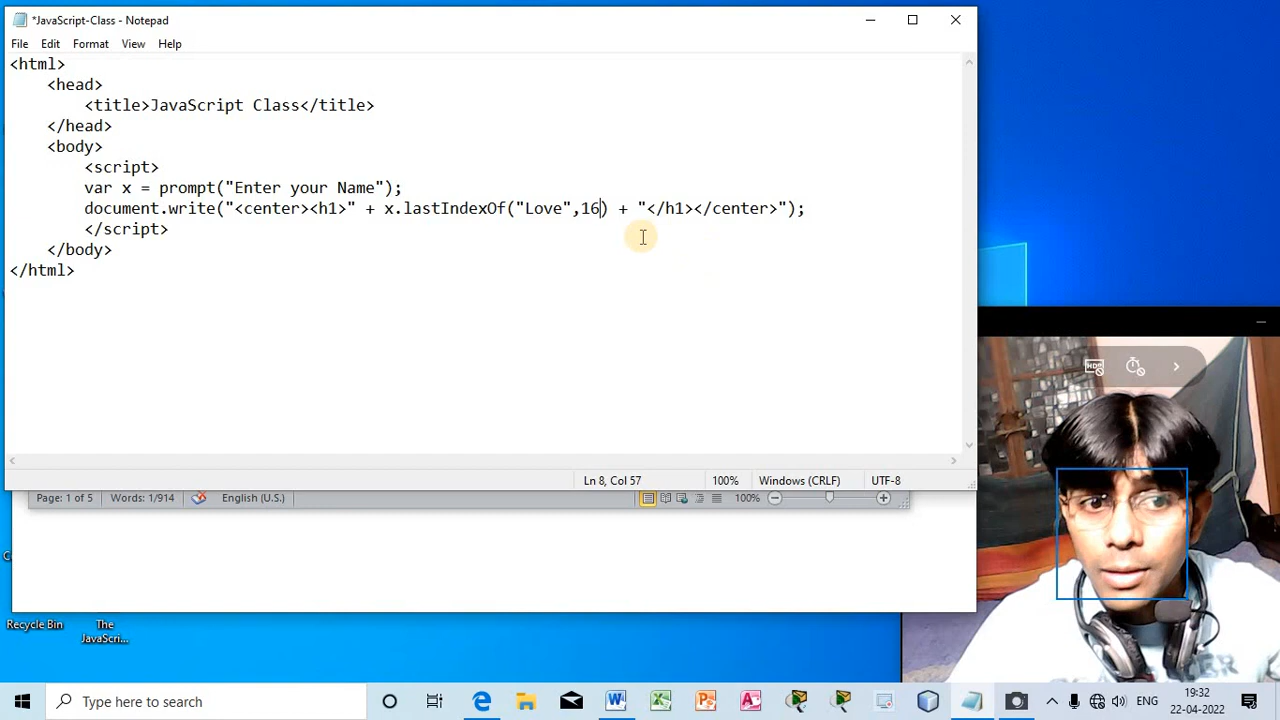 *JavaScript-Class - Notepad
File Edit Format View Help
<html>
<head>
<title>JavaScript Class</title>
</head>
<body>
<script>
var x = prompt("Enter your Name");
document.write("<center><h1>" + x.lastIndexOf("Love",16) + "</h1></center>");
</script>
</body>
</html>
HDR
Ln 8, Col 57 100% Windows (CRLF) UTF-8
Page: 1 of 5 Words: 1/914 English (U.S.) 100%
Recycle Bin
The
JavaScri...
Type here to search
ENG
19:32
22-04-2022